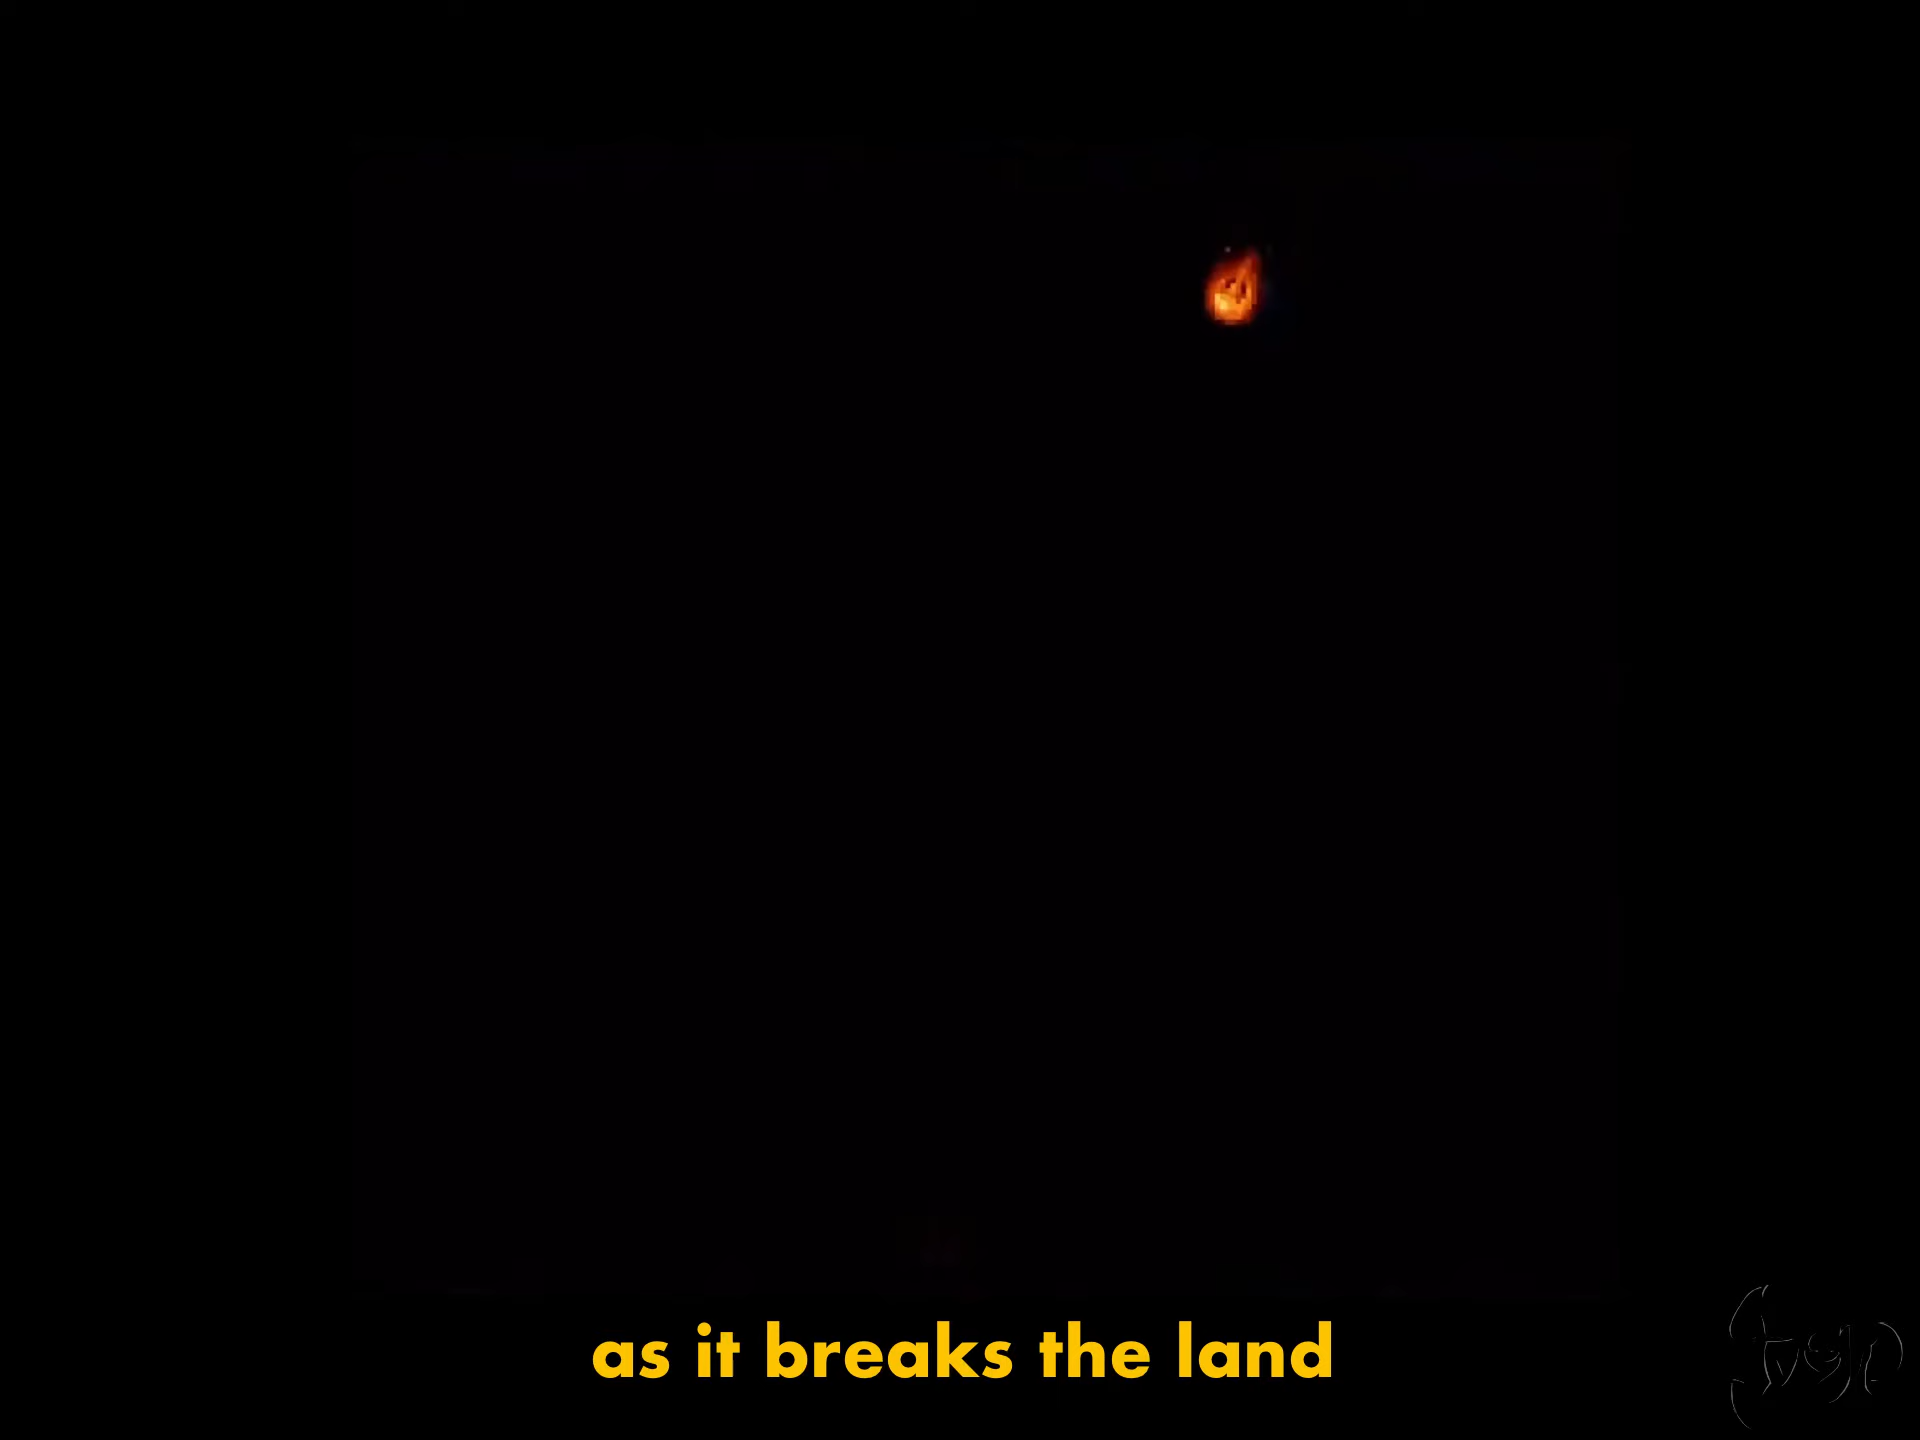 as it breaks the land